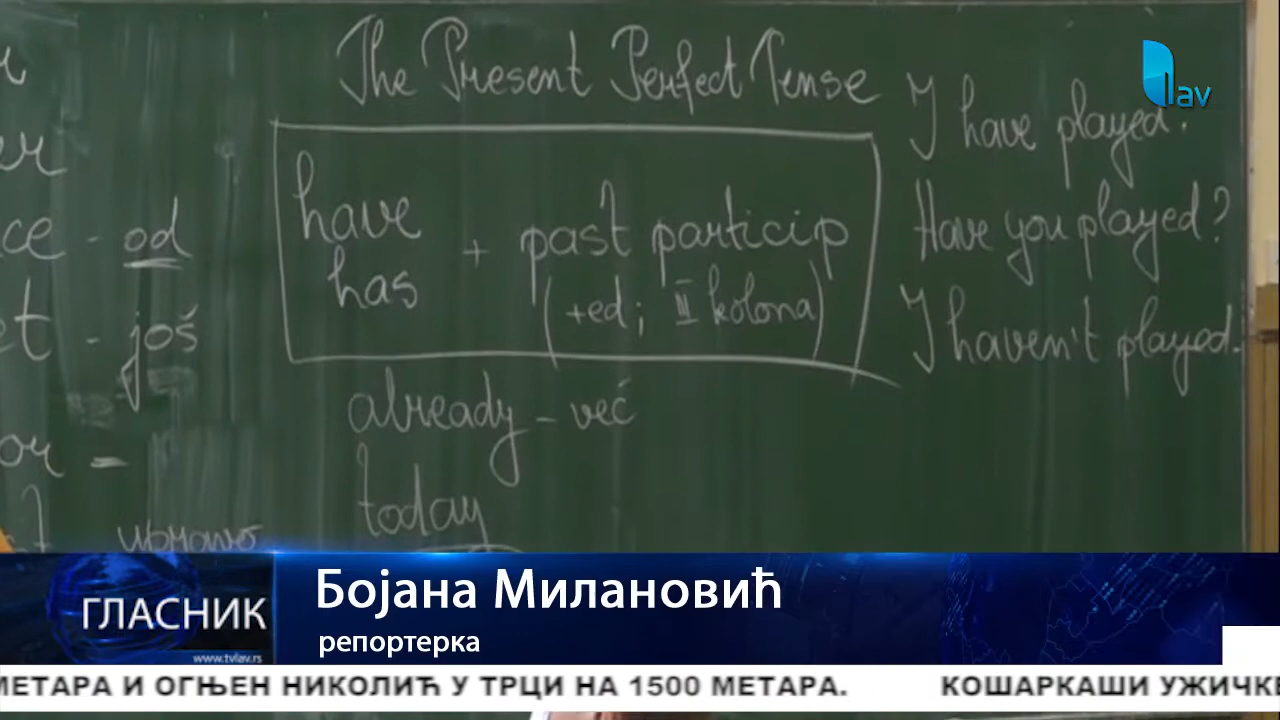 The Present Perfect Tense
have
has
+ past particip
(+ed; III kolona)
already - već
today
- od
- još
I have played.
Have you played?
I haven't played.
lav
ГЛАСНИК
www.tvlav.rs
Бојана Милановић
репортерка
МЕТАРА И ОГЊЕН НИКОЛИЋ У ТРЦИ НА 1500 МЕТАРА. КОШАРКАШИ УЖИЧКЕ